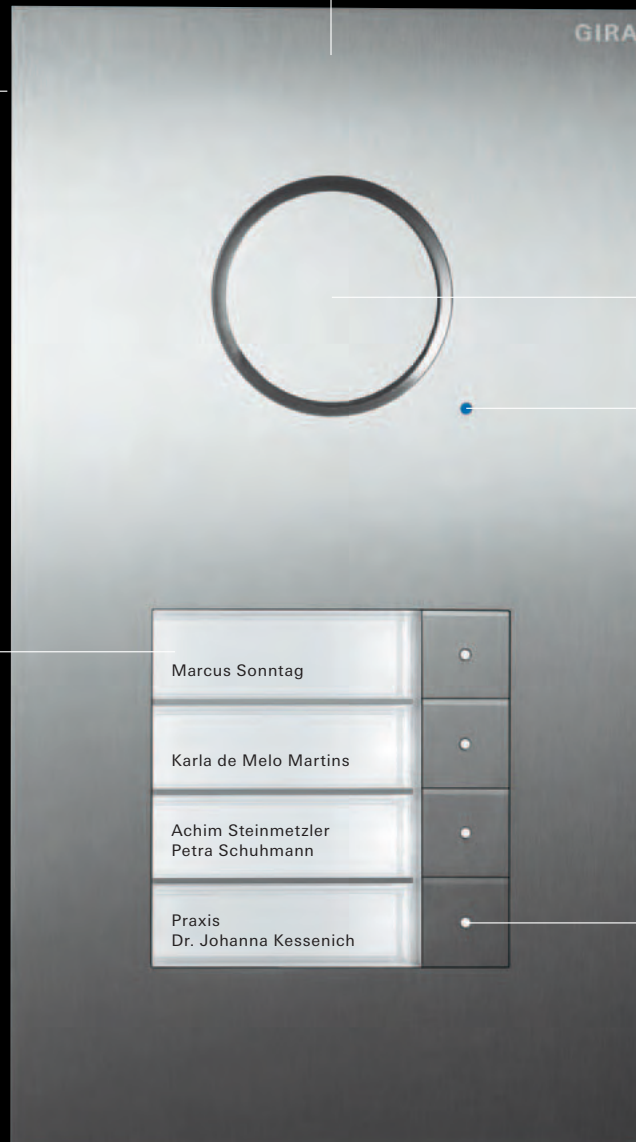 GIRA
Marcus Sonntag
Karla de Melo Martins
Achim Steinmetzler
Petra Schuhmann
Praxis
Dr. Johanna Kessenich